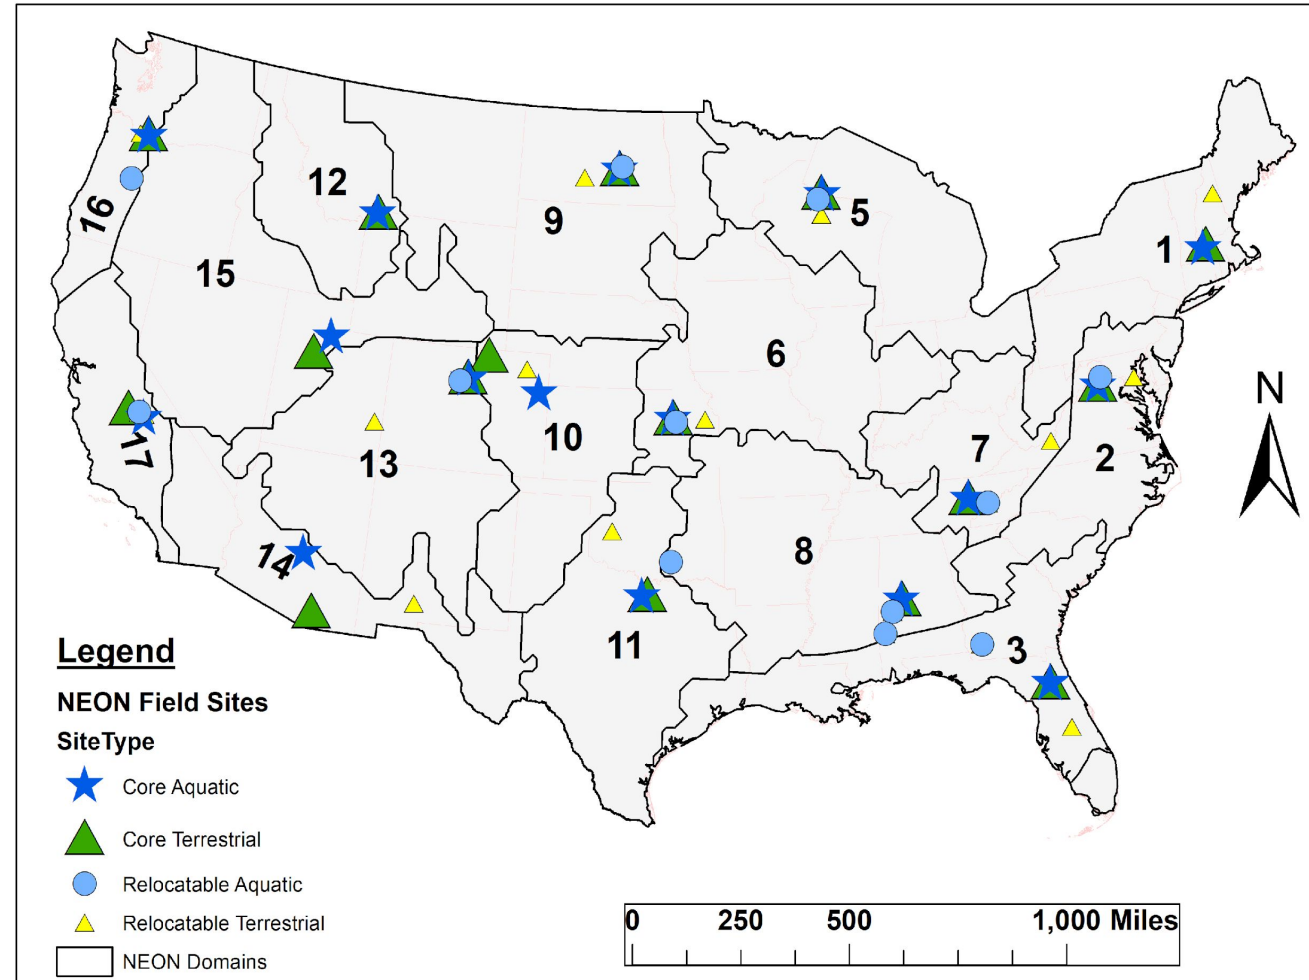 12
16
9
5
1
15
6
N
17
10
13
7
2
14
8
11
3
Legend
NEON Field Sites
SiteType
Core Aquatic
Core Terrestrial
Relocatable Aquatic
Relocatable Terrestrial
NEON Domains
0 250 500 1,000 Miles